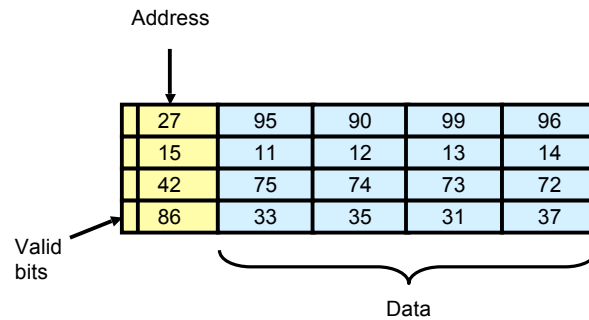 Address
27 95 90 99 96
15 11 12 13 14
42 75 74 73 72
86 33 35 31 37
Valid
bits
Data